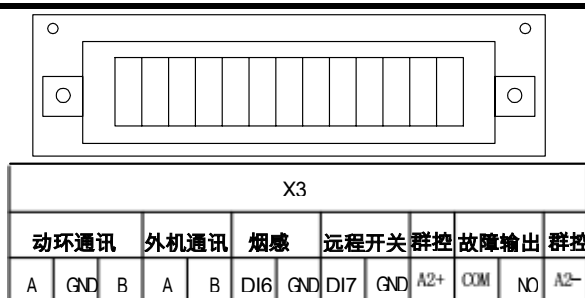 X3
动环通讯 外机通讯 烟感 远程开关 群控 故障输出 群控
A GND B A B DI6 GND DI7 GND A2+ COM NO A2-